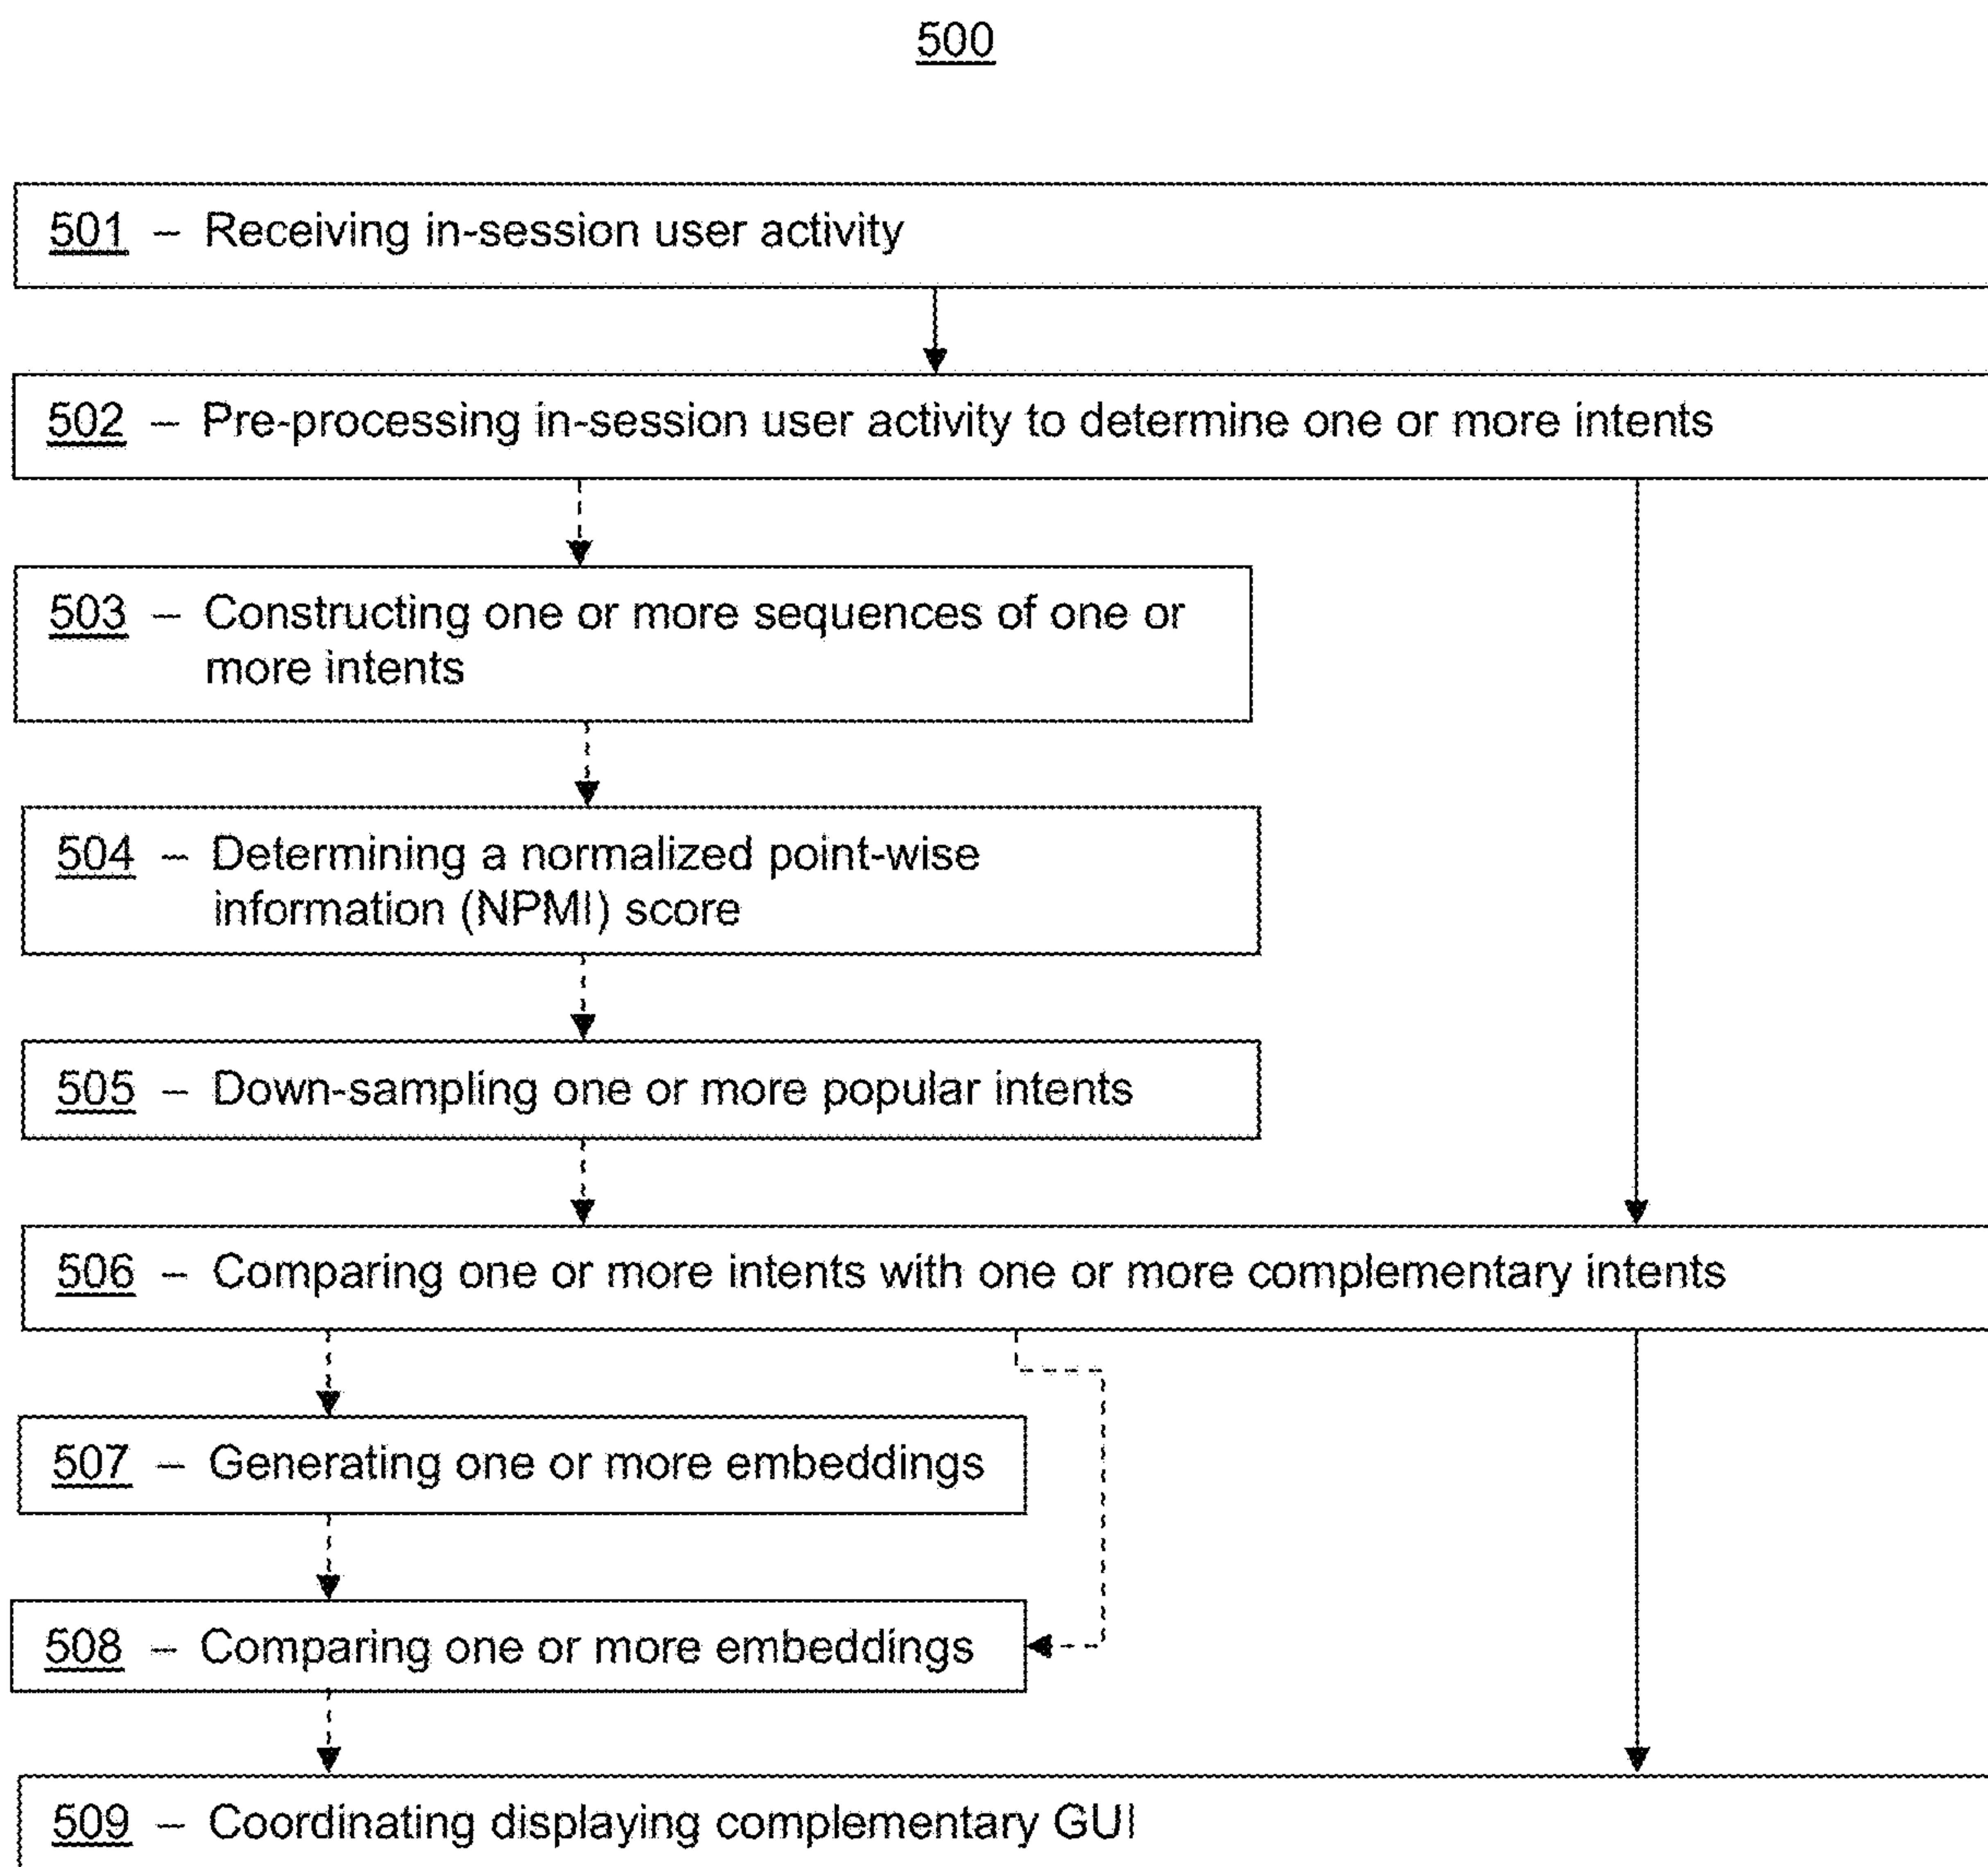 500
501 – Receiving in-session user activity
502 – Pre-processing in-session user activity to determine one or more intents
503 – Constructing one or more sequences of one or
more intents
504 – Determining a normalized point-wise
information (NPMI) score
505 – Down-sampling one or more popular intents
506 – Comparing one or more intents with one or more complementary intents
507 – Generating one or more embeddings
508 – Comparing one or more embeddings
509 – Coordinating displaying complementary GUI